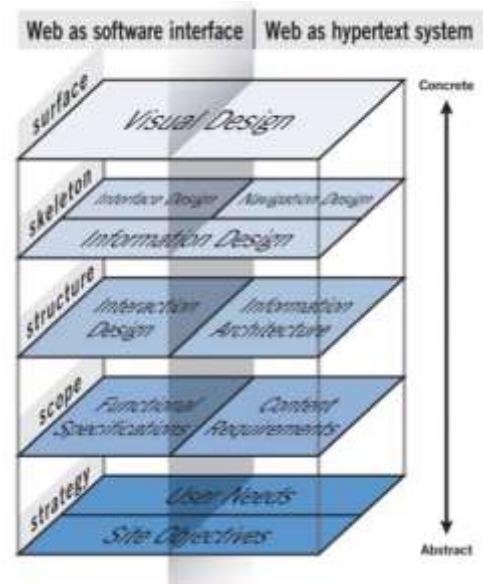 Web as software interface
Web as hypertext system
Concrete
surface
Visual Design
skeleton
Interface Design
Navigation Design
Information Design
structure
Interaction
Design
Information
Architecture
scope
Functional
Specifications
Content
Requirements
strategy
User Needs
Site Objectives
Abstract